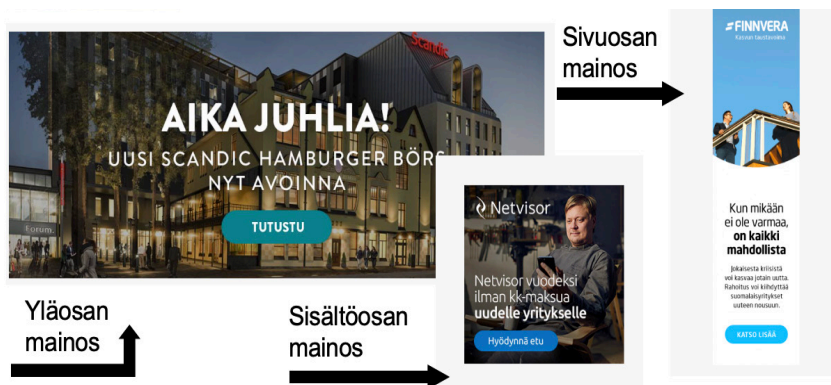 Scandic
AIKA JUHLIA!
UUSI SCANDIC HAMBURGER BÖRS
NYT AVOINNA
TUTUSTU
Forum
Yläosan
mainos
Sisältöosan
mainos
Netvisor
Netvisor vuodeksi
ilman kk-maksua
uudelle yritykselle
Hyödynnä etu
Sivuosan
mainos
FINNVERA
Kasvun taustavoima
Kun mikään
ei ole varmaa,
on kaikki
mahdollista
Jokaisesta kriisistä
voi kasvaa jotain uutta.
Rahoitus voi kiihdyttää
suomalaisyritykset
uuteen nousuun.
KATSO LISÄÄ